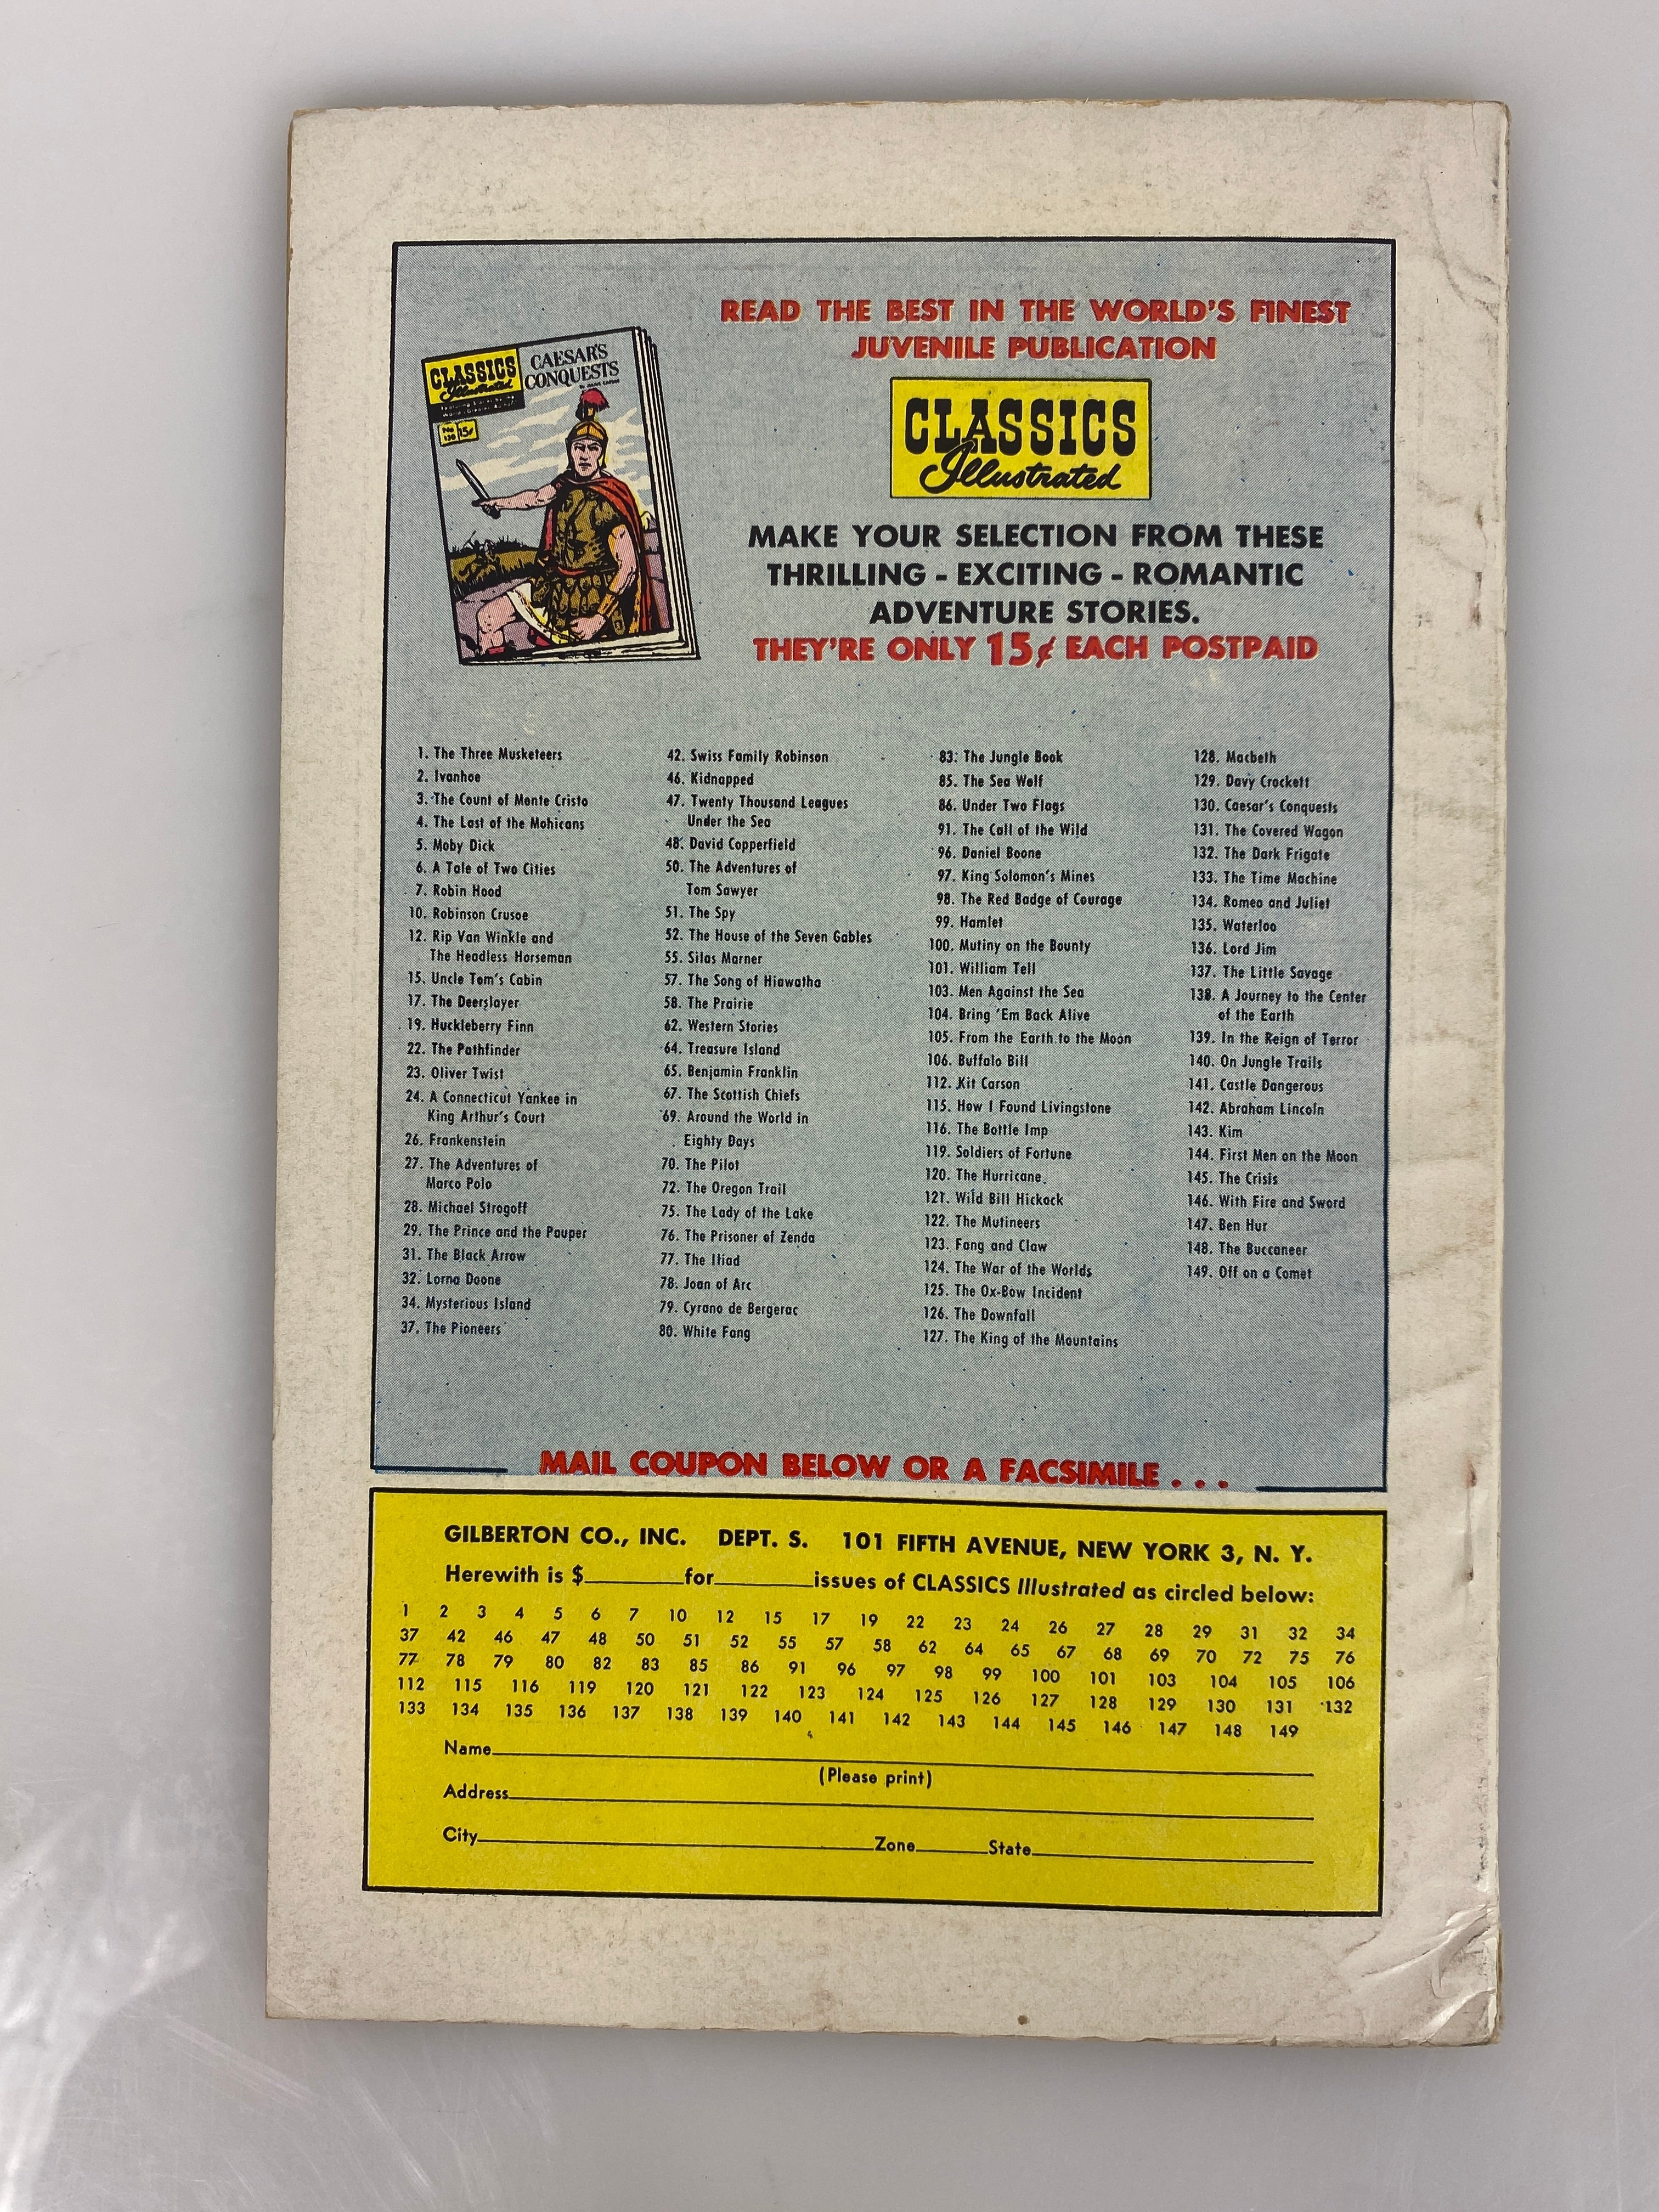 READ THE BEST IN THE WORLD'S FINEST
JUVENILE PUBLICATION
CLASSICS
Illustrated
CAESAR'S
CONQUESTS
CLASSICS
Illustrated
No
130
15¢
MAKE YOUR SELECTION FROM THESE
THRILLING - EXCITING - ROMANTIC
ADVENTURE STORIES.
THEY'RE ONLY 15¢ EACH POSTPAID
1. The Three Musketeers
2. Ivanhoe
3. The Count of Monte Cristo
4. The Last of the Mohicans
5. Moby Dick
6. A Tale of Two Cities
7. Robin Hood
10. Robinson Crusoe
12. Rip Van Winkle and
The Headless Horseman
15. Uncle Tom's Cabin
17. The Deerslayer
19. Huckleberry Finn
22. The Pathfinder
23. Oliver Twist
24. A Connecticut Yankee in
King Arthur's Court
26. Frankenstein
27. The Adventures of
Marco Polo
28. Michael Strogoff
29. The Prince and the Pauper
31. The Black Arrow
32. Lorna Doone
34. Mysterious Island
37. The Pioneers
42. Swiss Family Robinson
46. Kidnapped
47. Twenty Thousand Leagues
Under the Sea
48. David Copperfield
50. The Adventures of
Tom Sawyer
51. The Spy
52. The House of the Seven Gables
55. Silas Marner
57. The Song of Hiawatha
58. The Prairie
62. Western Stories
64. Treasure Island
65. Benjamin Franklin
67. The Scottish Chiefs
69. Around the World in
Eighty Days
70. The Pilot
72. The Oregon Trail
75. The Lady of the Lake
76. The Prisoner of Zenda
77. The Iliad
78. Joan of Arc
79. Cyrano de Bergerac
80. White Fang
83. The Jungle Book
85. The Sea Wolf
86. Under Two Flags
91. The Call of the Wild
96. Daniel Boone
97. King Solomon's Mines
98. The Red Badge of Courage
99. Hamlet
100. Mutiny on the Bounty
101. William Tell
103. Men Against the Sea
104. Bring 'Em Back Alive
105. From the Earth to the Moon
106. Buffalo Bill
112. Kit Carson
115. How I Found Livingstone
116. The Bottle Imp
119. Soldiers of Fortune
120. The Hurricane
121. Wild Bill Hickock
122. The Mutineers
123. Fang and Claw
124. The War of the Worlds
125. The Ox-Bow Incident
126. The Downfall
127. The King of the Mountains
128. Macbeth
129. Davy Crockett
130. Caesar's Conquests
131. The Covered Wagon
132. The Dark Frigate
133. The Time Machine
134. Romeo and Juliet
135. Waterloo
136. Lord Jim
137. The Little Savage
138. A Journey to the Center
of the Earth
139. In the Reign of Terror
140. On Jungle Trails
141. Castle Dangerous
142. Abraham Lincoln
143. Kim
144. First Men on the Moon
145. The Crisis
146. With Fire and Sword
147. Ben Hur
148. The Buccaneer
149. Off on a Comet
MAIL COUPON BELOW OR A FACSIMILE . . .
GILBERTON CO., INC. DEPT. S. 101 FIFTH AVENUE, NEW YORK 3, N. Y.
Herewith is $______for______issues of CLASSICS Illustrated as circled below:
1 2 3 4 5 6 7 10 12 15 17 19 22 23 24 26 27 28 29 31 32 34
37 42 46 47 48 50 51 52 55 57 58 62 64 65 67 68 69 70 72 75 76
77 78 79 80 82 83 85 86 91 96 97 98 99 100 101 103 104 105 106
112 115 116 119 120 121 122 123 124 125 126 127 128 129 130 131 132
133 134 135 136 137 138 139 140 141 142 143 144 145 146 147 148 149
Name
(Please print)
Address
City Zone State